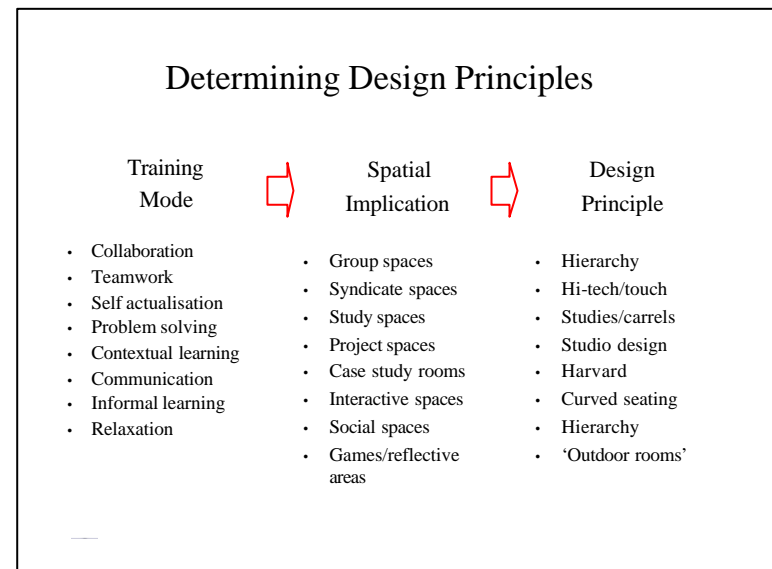 Determining Design Principles
Training
Mode
Spatial
Implication
Design
Principle
• Collaboration
• Teamwork
• Self actualisation
• Problem solving
• Contextual learning
• Communication
• Informal learning
• Relaxation
• Group spaces
• Syndicate spaces
• Study spaces
• Project spaces
• Case study rooms
• Interactive spaces
• Social spaces
• Games/reflective
areas
• Hierarchy
• Hi-tech/touch
• Studies/carrels
• Studio design
• Harvard
• Curved seating
• Hierarchy
• ‘Outdoor rooms’